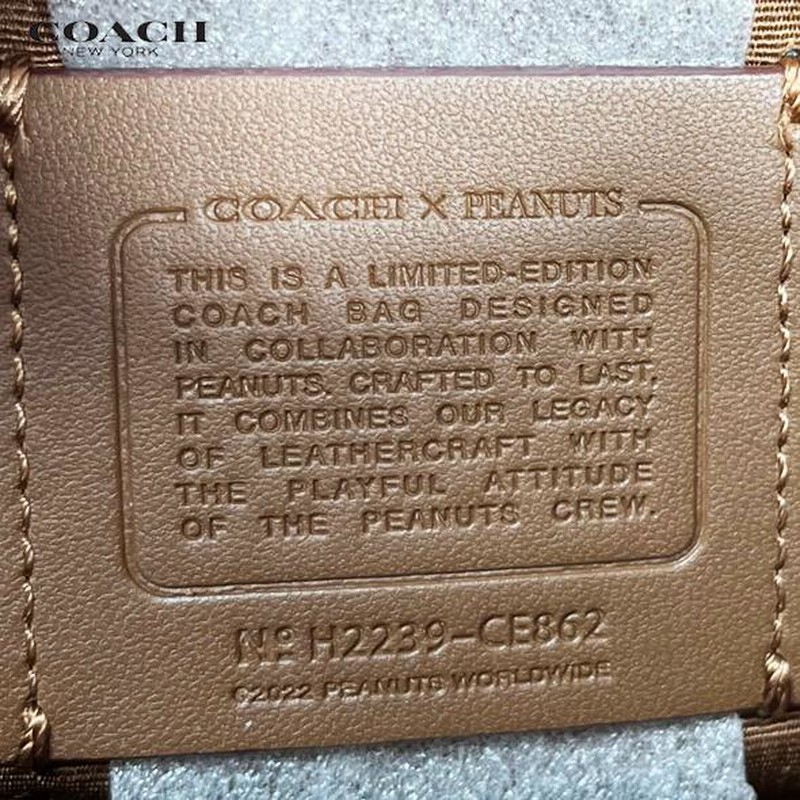 COACH
NEW YORK
COACH X PEANUTS
THIS IS A LIMITED-EDITION
COACH BAG DESIGNED
IN COLLABORATION WITH
PEANUTS. CRAFTED TO LAST,
IT COMBINES OUR LEGACY
OF LEATHERCRAFT WITH
THE PLAYFUL ATTITUDE
OF THE PEANUTS CREW.
Nº H2239-CE862
©2022 PEANUTS WORLDWIDE